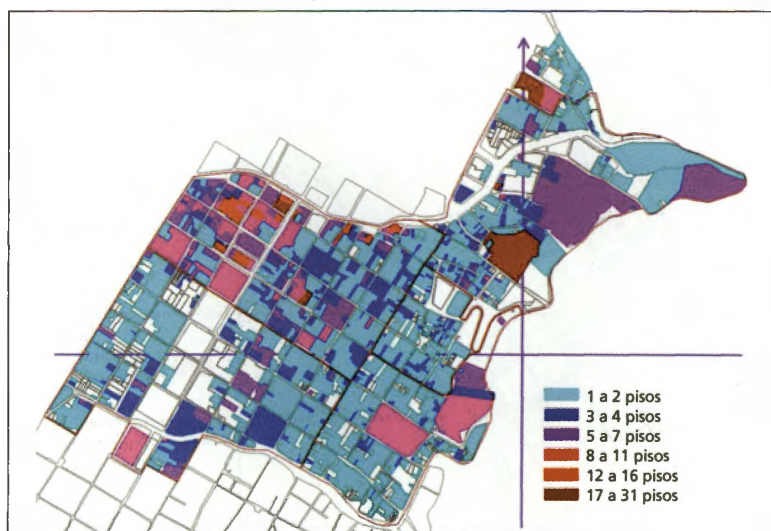 1 a 2 pisos
3 a 4 pisos
5 a 7 pisos
8 a 11 pisos
12 a 16 pisos
17 a 31 pisos